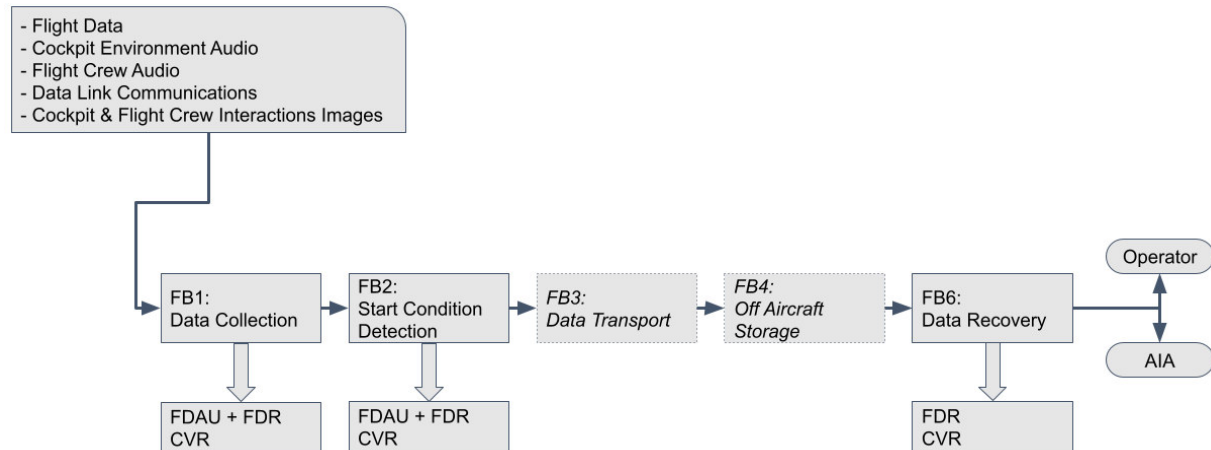 - Flight Data
- Cockpit Environment Audio
- Flight Crew Audio
- Data Link Communications
- Cockpit & Flight Crew Interactions Images
FB1:
Data Collection
FB2:
Start Condition
Detection
FB3:
Data Transport
FB4:
Off Aircraft
Storage
FB6:
Data Recovery
Operator
AIA
FDAU + FDR
CVR
FDAU + FDR
CVR
FDR
CVR